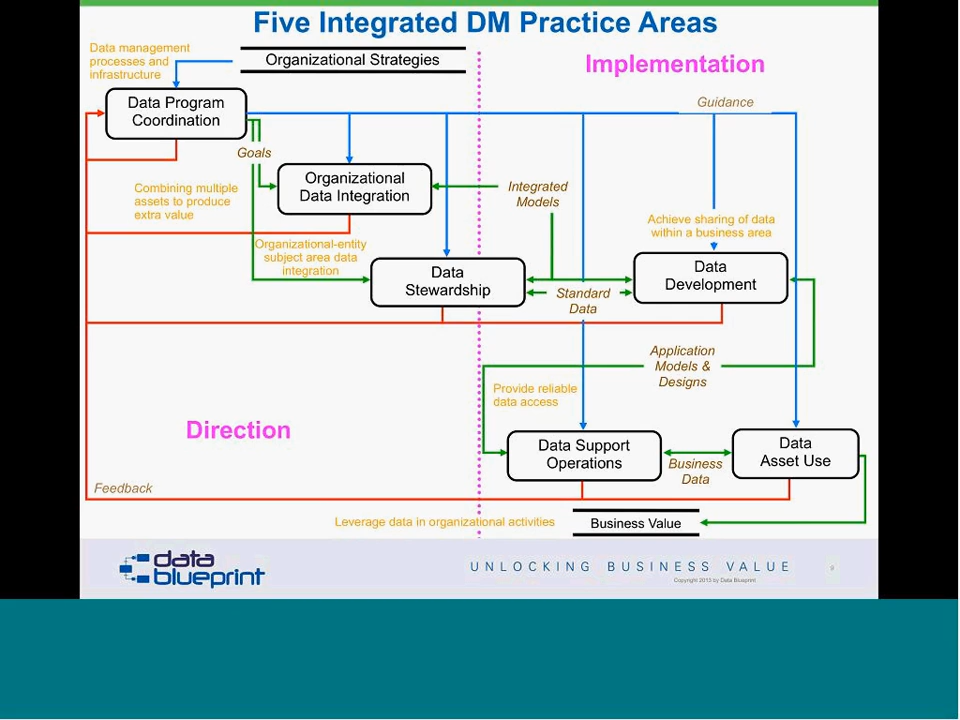 Five Integrated DM Practice Areas
Data management
processes and
infrastructure
Organizational Strategies
Implementation
Data Program
Coordination
Guidance
Goals
Organizational
Data Integration
Integrated
Models
Combining multiple
assets to produce
extra value
Achieve sharing of data
within a business area
Organizational-entity
subject area data
integration
Data
Stewardship
Data
Development
Standard
Data
Application
Models &
Designs
Provide reliable
data access
Direction
Data Support
Operations
Data
Asset Use
Business
Data
Feedback
Leverage data in organizational activities
Business Value
data
blueprint
UNLOCKING BUSINESS VALUE
Copyright 2013 by Data Blueprint
9